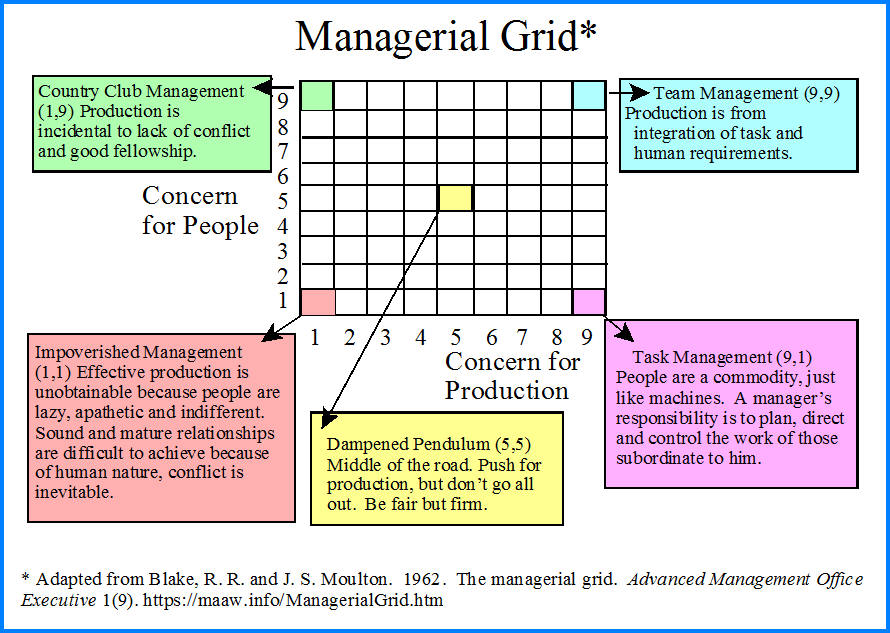 Managerial Grid*
Country Club Management
(1,9) Production is
incidental to lack of conflict
and good fellowship.
Team Management (9,9)
Production is from
integration of task and
human requirements.
Concern
for People
9
8
7
6
5
4
3
2
1
1 2 3 4 5 6 7 8 9
Concern for
Production
Impoverished Management
(1,1) Effective production is
unobtainable because people are
lazy, apathetic and indifferent.
Sound and mature relationships
are difficult to achieve because
of human nature, conflict is
inevitable.
Dampened Pendulum (5,5)
Middle of the road. Push for
production, but don't go all
out. Be fair but firm.
Task Management (9,1)
People are a commodity, just
like machines. A manager's
responsibility is to plan, direct
and control the work of those
subordinate to him.
* Adapted from Blake, R. R. and J. S. Moulton. 1962. The managerial grid. Advanced Management Office
Executive 1(9). https://maaw.info/ManagerialGrid.htm